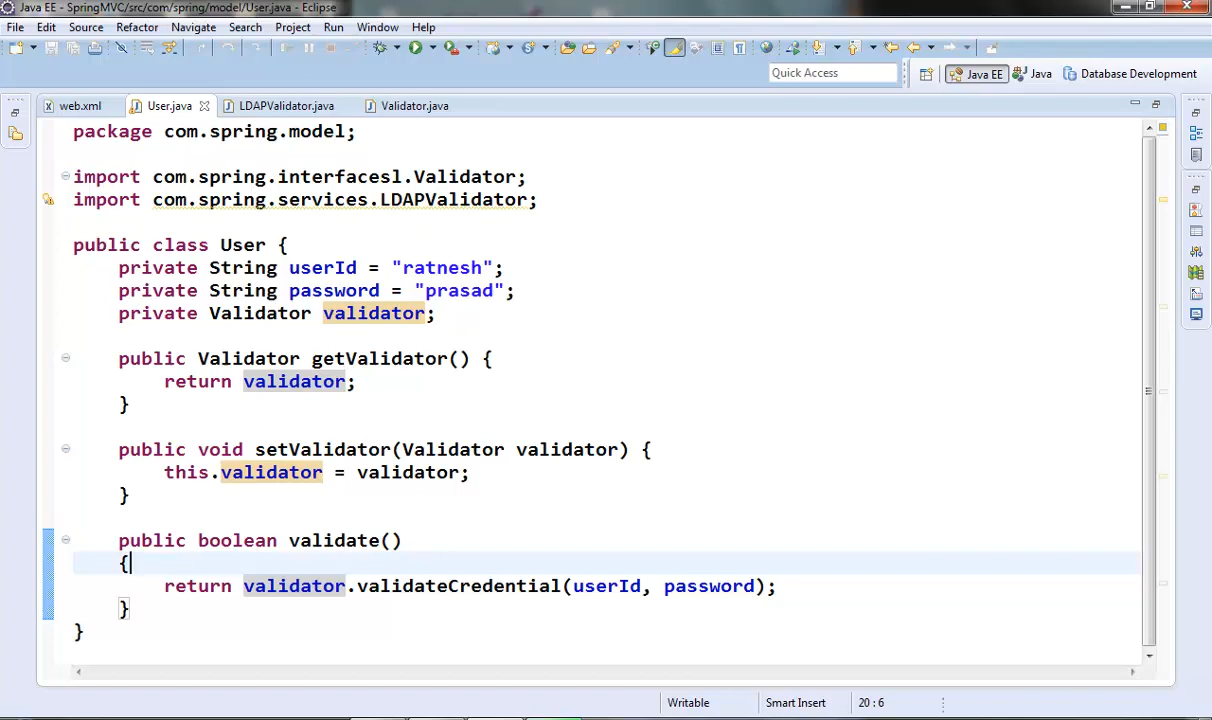 Java EE - SpringMVC/src/com/spring/model/User.java - Eclipse
File Edit Source Refactor Navigate Search Project Run Window Help
Quick Access Java EE Java Database Development
web.xml User.java LDAPValidator.java Validator.java
package com.spring.model;
import com.spring.interfacesl.Validator;
import com.spring.services.LDAPValidator;
public class User {
private String userId = "ratnesh";
private String password = "prasad";
private Validator validator;
public Validator getValidator() {
return validator;
}
public void setValidator(Validator validator) {
this.validator = validator;
}
public boolean validate()
{
return validator.validateCredential(userId, password);
}
}
Writable Smart Insert 20 : 6